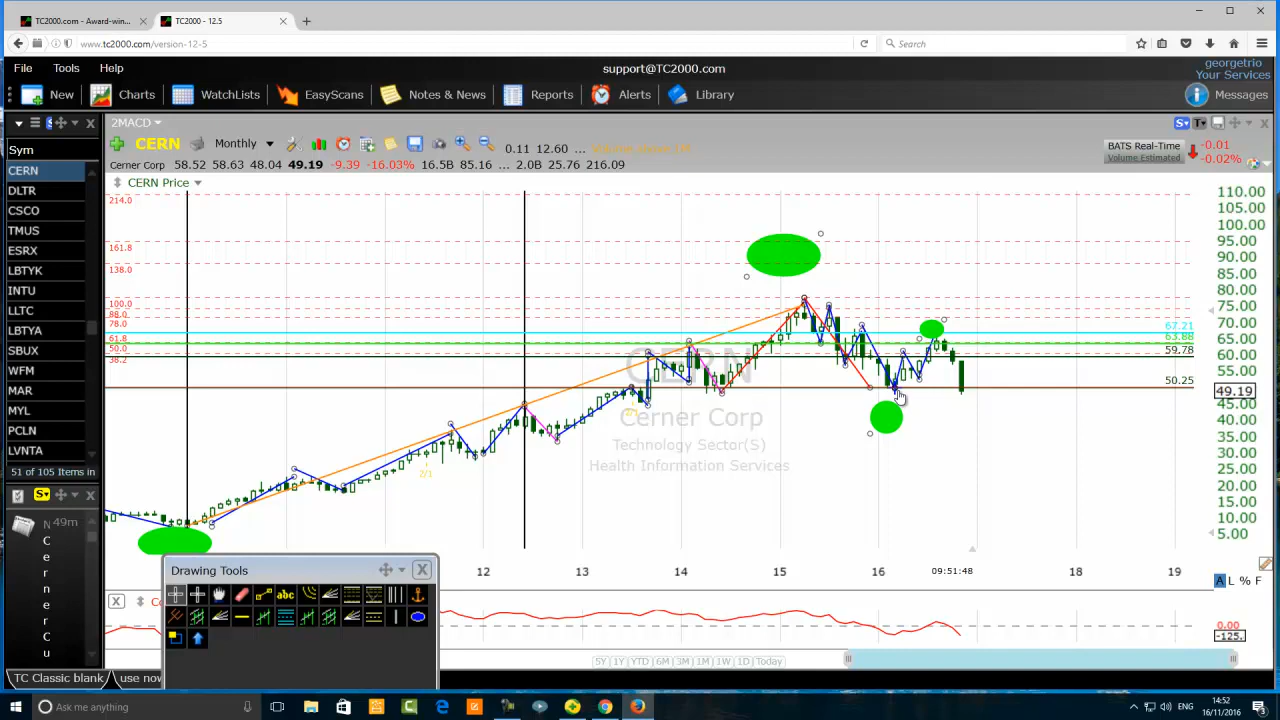 TC2000.com - Award-win...
TC2000 - 12.5
www.tc2000.com/version-12-5
Search
File Tools Help
support@TC2000.com
georgetrio
Your Services
New Charts WatchLists EasyScans Notes & News Reports Alerts Library
Messages
2MACD
CERN Monthly 0.11 12.60 ...
BATS Real-Time
Volume Estimated
-0.01
-0.02%
Cerner Corp 58.52 58.63 48.04 49.19 -9.39 -16.03% 16.5B 85.16 ... 2.0B 25.76 216.09
CERN Price
Sym
CERN
DLTR
CSCO
TMUS
ESRX
LBTYK
INTU
LLTC
LBTYA
SBUX
WFM
MAR
MYL
PCLN
LVNTA
51 of 105 Items in
49m
N
C
e
r
n
e
r
C
u
214.0
161.8
138.0
100.0
88.0
78.0
61.8
50.0
38.2
CERN
Cerner Corp
Technology Sector(S)
Health Information Services
2/1
2/1
67.21
63.88
59.78
50.25
110.00
105.00
100.00
95.00
90.00
85.00
80.00
75.00
70.00
65.00
60.00
55.00
49.19
45.00
40.00
35.00
30.00
25.00
20.00
15.00
10.00
5.00
12 13 14 15 16 09:51:48 18 19
A L % F
Drawing Tools
abc
0.00
-125.
5Y 1Y YTD 6M 3M 1M 1W 1D Today
TC Classic blank
use now
Ask me anything
ENG
14:52
16/11/2016
3